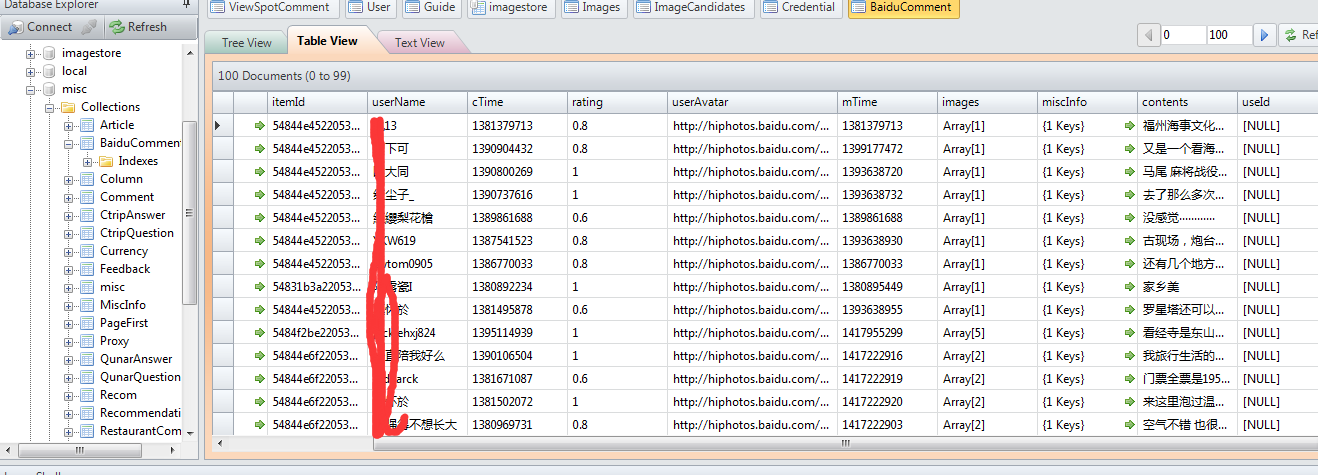 Database Explorer
ViewSpotComment User Guide imagestore Images ImageCandidates Credential BaiduComment
Connect Refresh
Tree View Table View Text View
0 100
imagestore
local
misc
Collections
Article
BaiduComment
Indexes
Column
Comment
CtripAnswer
CtripQuestion
Currency
Feedback
misc
MiscInfo
PageFirst
Proxy
QunarAnswer
QunarQuestion
Recom
Recommendati
RestaurantCom
100 Documents (0 to 99)
itemId userName cTime rating userAvatar mTime images miscInfo contents useId
54844e4522053... 13 1381379713 0.8 http://hiphotos.baidu.com/... 1381379713 Array[1] {1 Keys} 福州海事文化... [NULL]
54844e4522053... 下可 1390904432 0.8 http://hiphotos.baidu.com/... 1399177472 Array[1] {1 Keys} 又是一个看海... [NULL]
54844e4522053... 大同 1390800269 1 http://hiphotos.baidu.com/... 1393638720 Array[1] {1 Keys} 马尾 麻将战役... [NULL]
54844e4522053... 尘子_ 1390737616 1 http://hiphotos.baidu.com/... 1393638732 Array[1] {1 Keys} 去了那么多次... [NULL]
54844e4522053... 缨梨花槍 1389861688 0.6 http://hiphotos.baidu.com/... 1389861688 Array[1] {1 Keys} 没感觉············ [NULL]
54844e4522053... W619 1387541523 0.8 http://hiphotos.baidu.com/... 1393638930 Array[1] {1 Keys} 古现场，炮台... [NULL]
54844e4522053... tom0905 1386770033 0.8 http://hiphotos.baidu.com/... 1386770033 Array[1] {1 Keys} 还有几个地方... [NULL]
54831b3a22053... 瓷I 1380892234 1 http://hiphotos.baidu.com/... 1380895449 Array[1] {1 Keys} 家乡美 [NULL]
54844e4522053... 於 1381495878 0.6 http://hiphotos.baidu.com/... 1393638955 Array[1] {1 Keys} 罗星塔还可以... [NULL]
5484f2be22053... ehxj824 1395114939 1 http://hiphotos.baidu.com/... 1417955299 Array[5] {1 Keys} 看经寺是东山... [NULL]
54844e6f22053... 陪我好么 1390106504 1 http://hiphotos.baidu.com/... 1417222916 Array[2] {1 Keys} 我旅行生活的... [NULL]
54844e6f22053... arck 1381671087 0.6 http://hiphotos.baidu.com/... 1417222919 Array[2] {1 Keys} 门票全票是195... [NULL]
54844e6f22053... 於 1381502072 1 http://hiphotos.baidu.com/... 1417222920 Array[2] {1 Keys} 来这里泡过温... [NULL]
54844e6f22053... 不想长大 1380969731 0.8 http://hiphotos.baidu.com/... 1417222903 Array[2] {1 Keys} 空气不错 也很... [NULL]